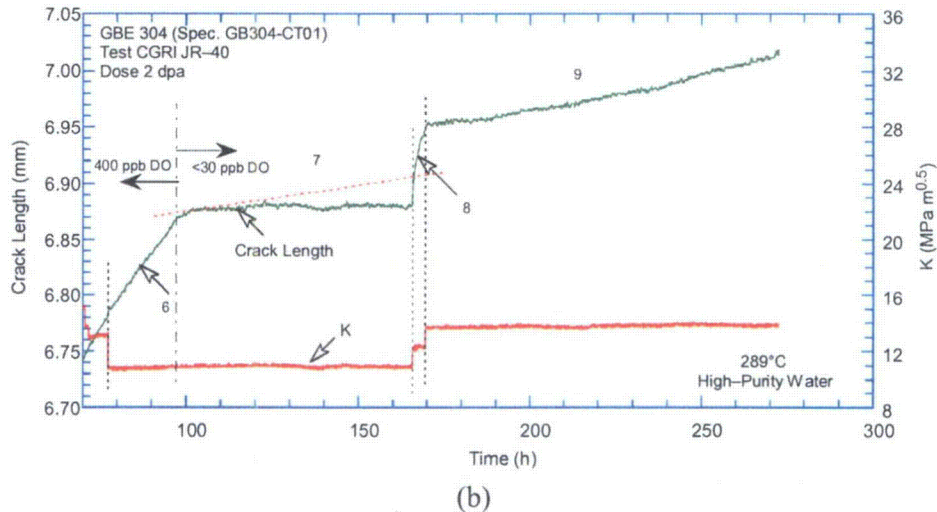 7.05
7.00
6.95
6.90
6.85
6.80
6.75
6.70
Crack Length (mm)
GBE 304 (Spec. GB304-CT01)
Test CGRI JR–40
Dose 2 dpa
400 ppb DO
<30 ppb DO
6
7
8
9
Crack Length
K
289°C
High–Purity Water
36
32
28
24
20
16
12
8
K (MPa m0.5)
100
150
200
250
300
Time (h)
(b)